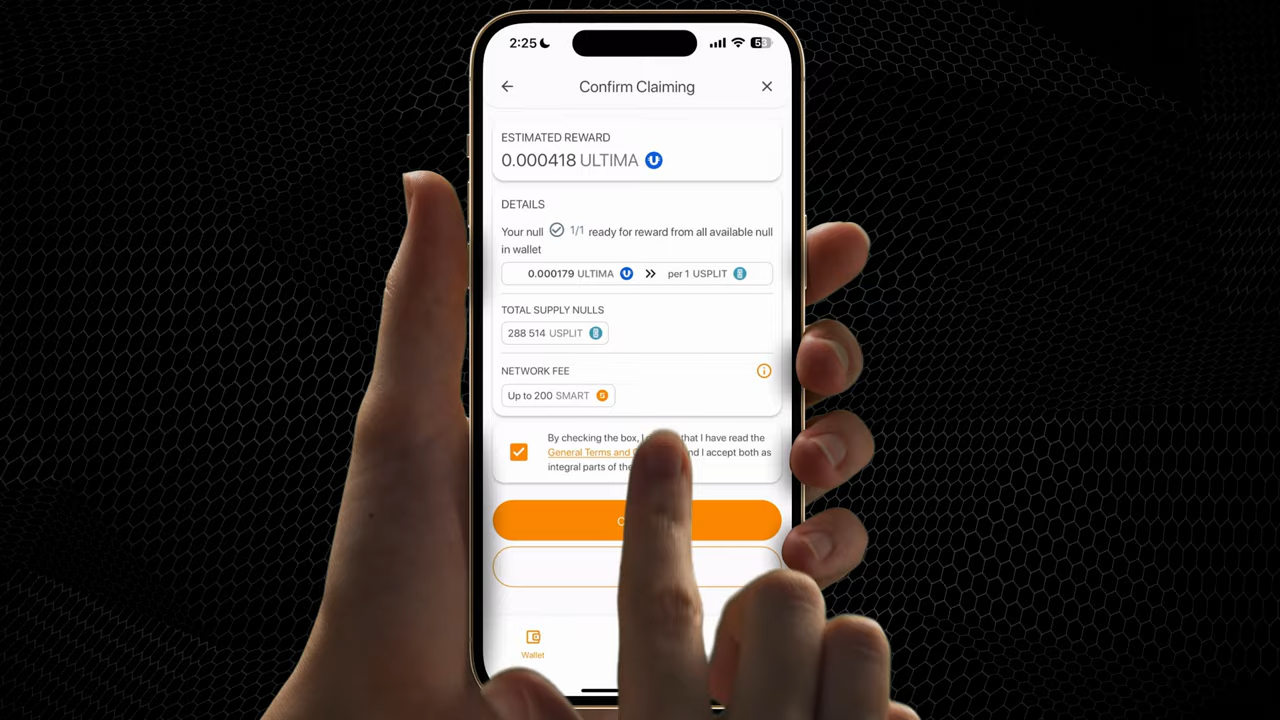 2:25
Confirm Claiming
ESTIMATED REWARD
0.000418 ULTIMA
DETAILS
Your null 1/1 ready for reward from all available null
in wallet
0.000179 ULTIMA >> per 1 USPLIT
TOTAL SUPPLY NULLS
288 514 USPLIT
NETWORK FEE
Up to 200 SMART
By checking the box, I that I have read the
General Terms and and I accept both as
integral parts of the
Wallet